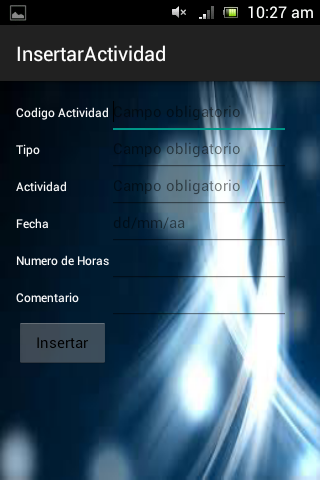 10:27 am
InsertarActividad
Codigo Actividad Campo obligatorio
Tipo Campo obligatorio
Actividad Campo obligatorio
Fecha dd/mm/aa
Numero de Horas
Comentario
Insertar